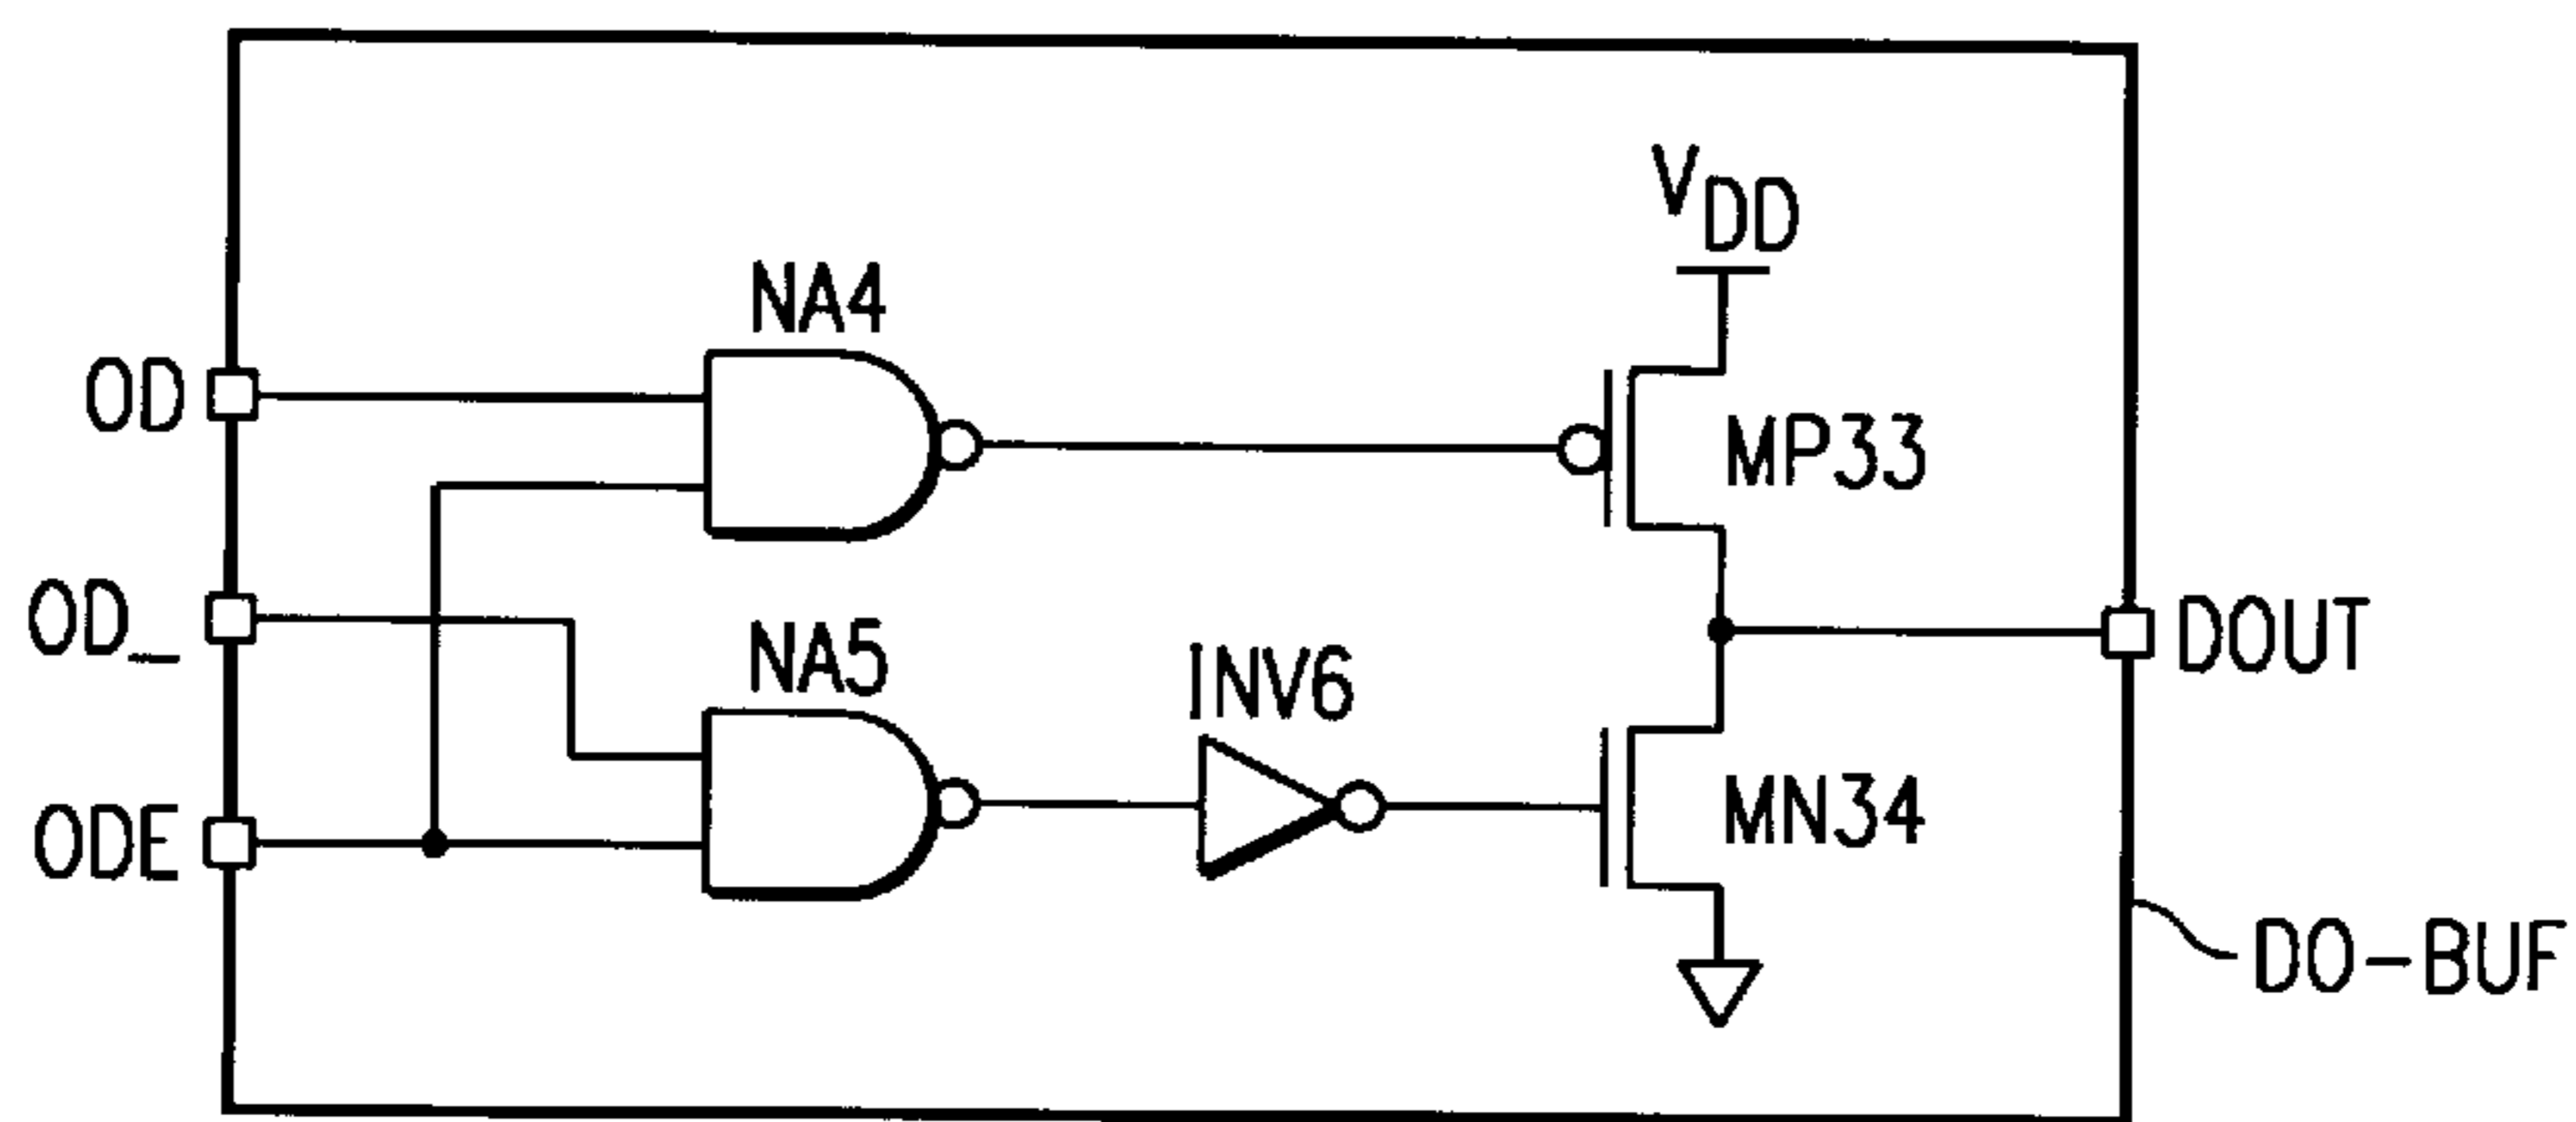 VDD
NA4
OD
MP33
OD_
NA5
INV6
DOUT
ODE
MN34
DO-BUF